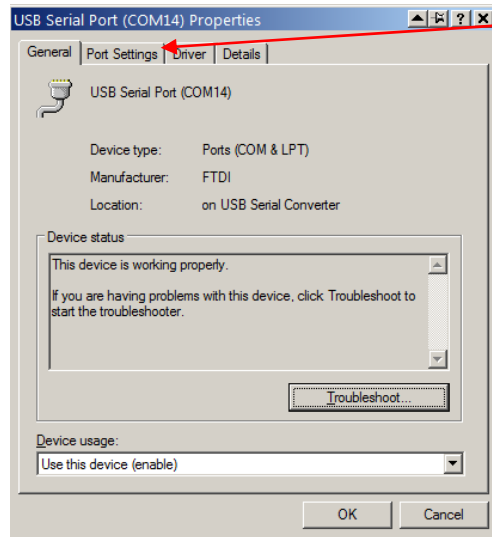 USB Serial Port (COM14) Properties
General Port Settings Driver Details
USB Serial Port (COM14)
Device type: Ports (COM & LPT)
Manufacturer: FTDI
Location: on USB Serial Converter
Device status
This device is working properly.
If you are having problems with this device, click Troubleshoot to
start the troubleshooter.
Troubleshoot...
Device usage:
Use this device (enable)
OK Cancel